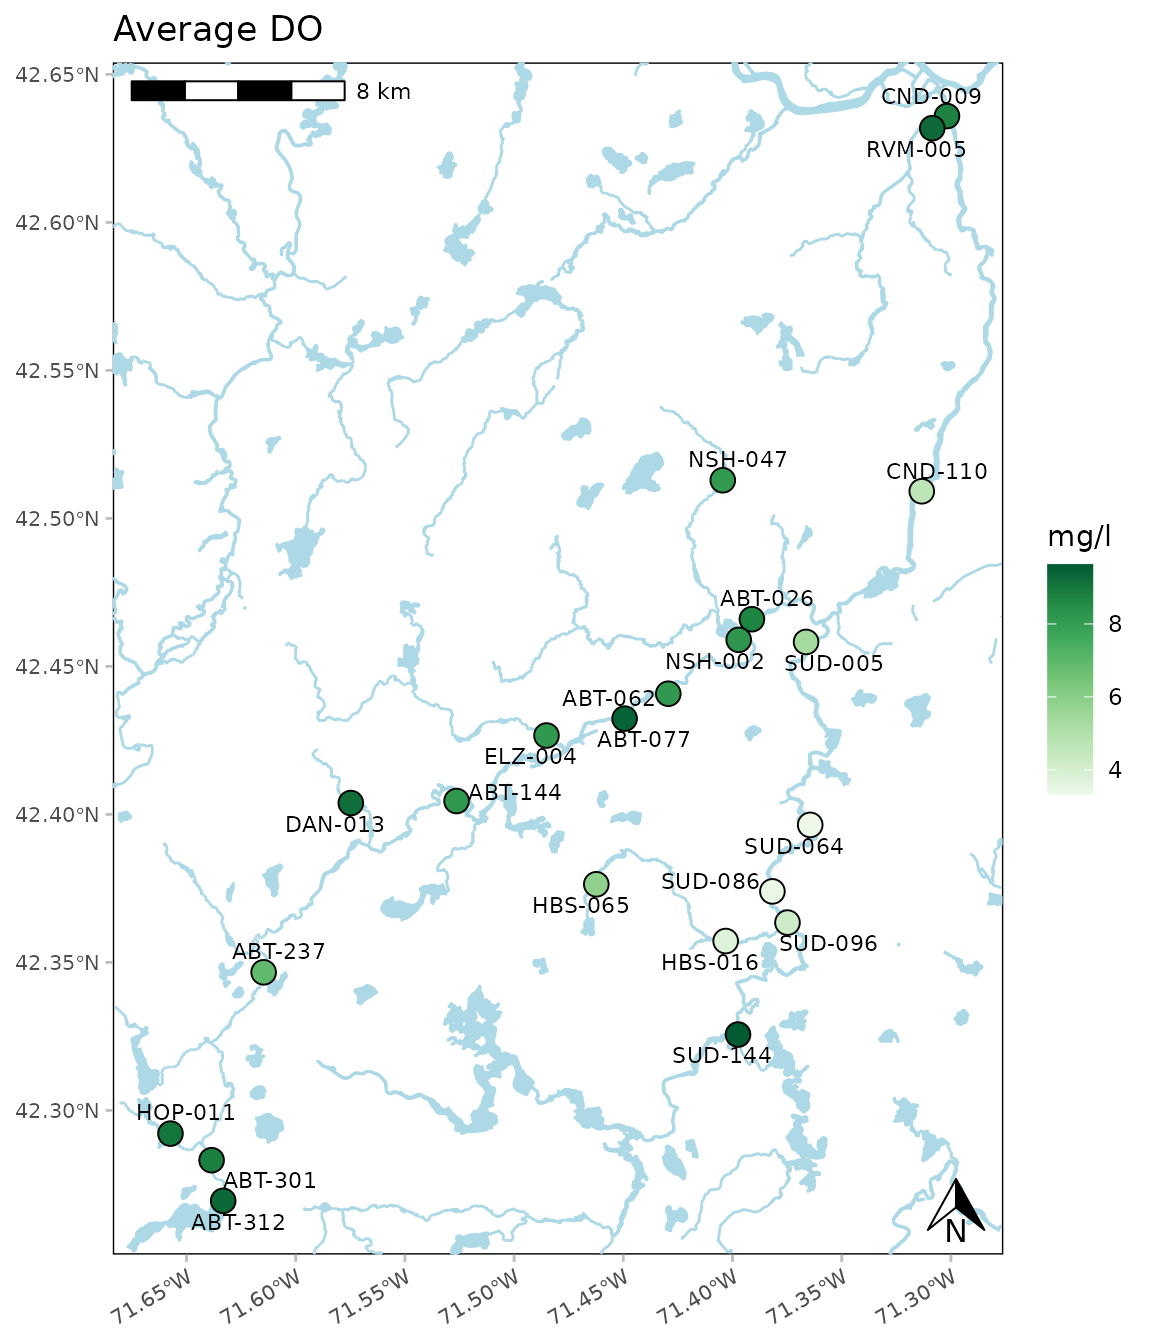 Average DO
42.65°N
8 km
CND-009
RVM-005
42.60°N
42.55°N
NSH-047
CND-110
42.50°N
mg/l
ABT-026
8
42.45°N
NSH-002
SUD-005
ABT-062
6
ABT-077
ELZ-004
4
ABT-144
42.40°N
DAN-013
SUD-064
SUD-086
HBS-065
SUD-096
ABT-237
42.35°N
HBS-016
SUD-144
42.30°N
HOP-011
ABT-301
ABT-312
N
71.65°W
71.60°W
71.55°W
71.50°W
71.45°W
71.40°W
71.35°W
71.30°W